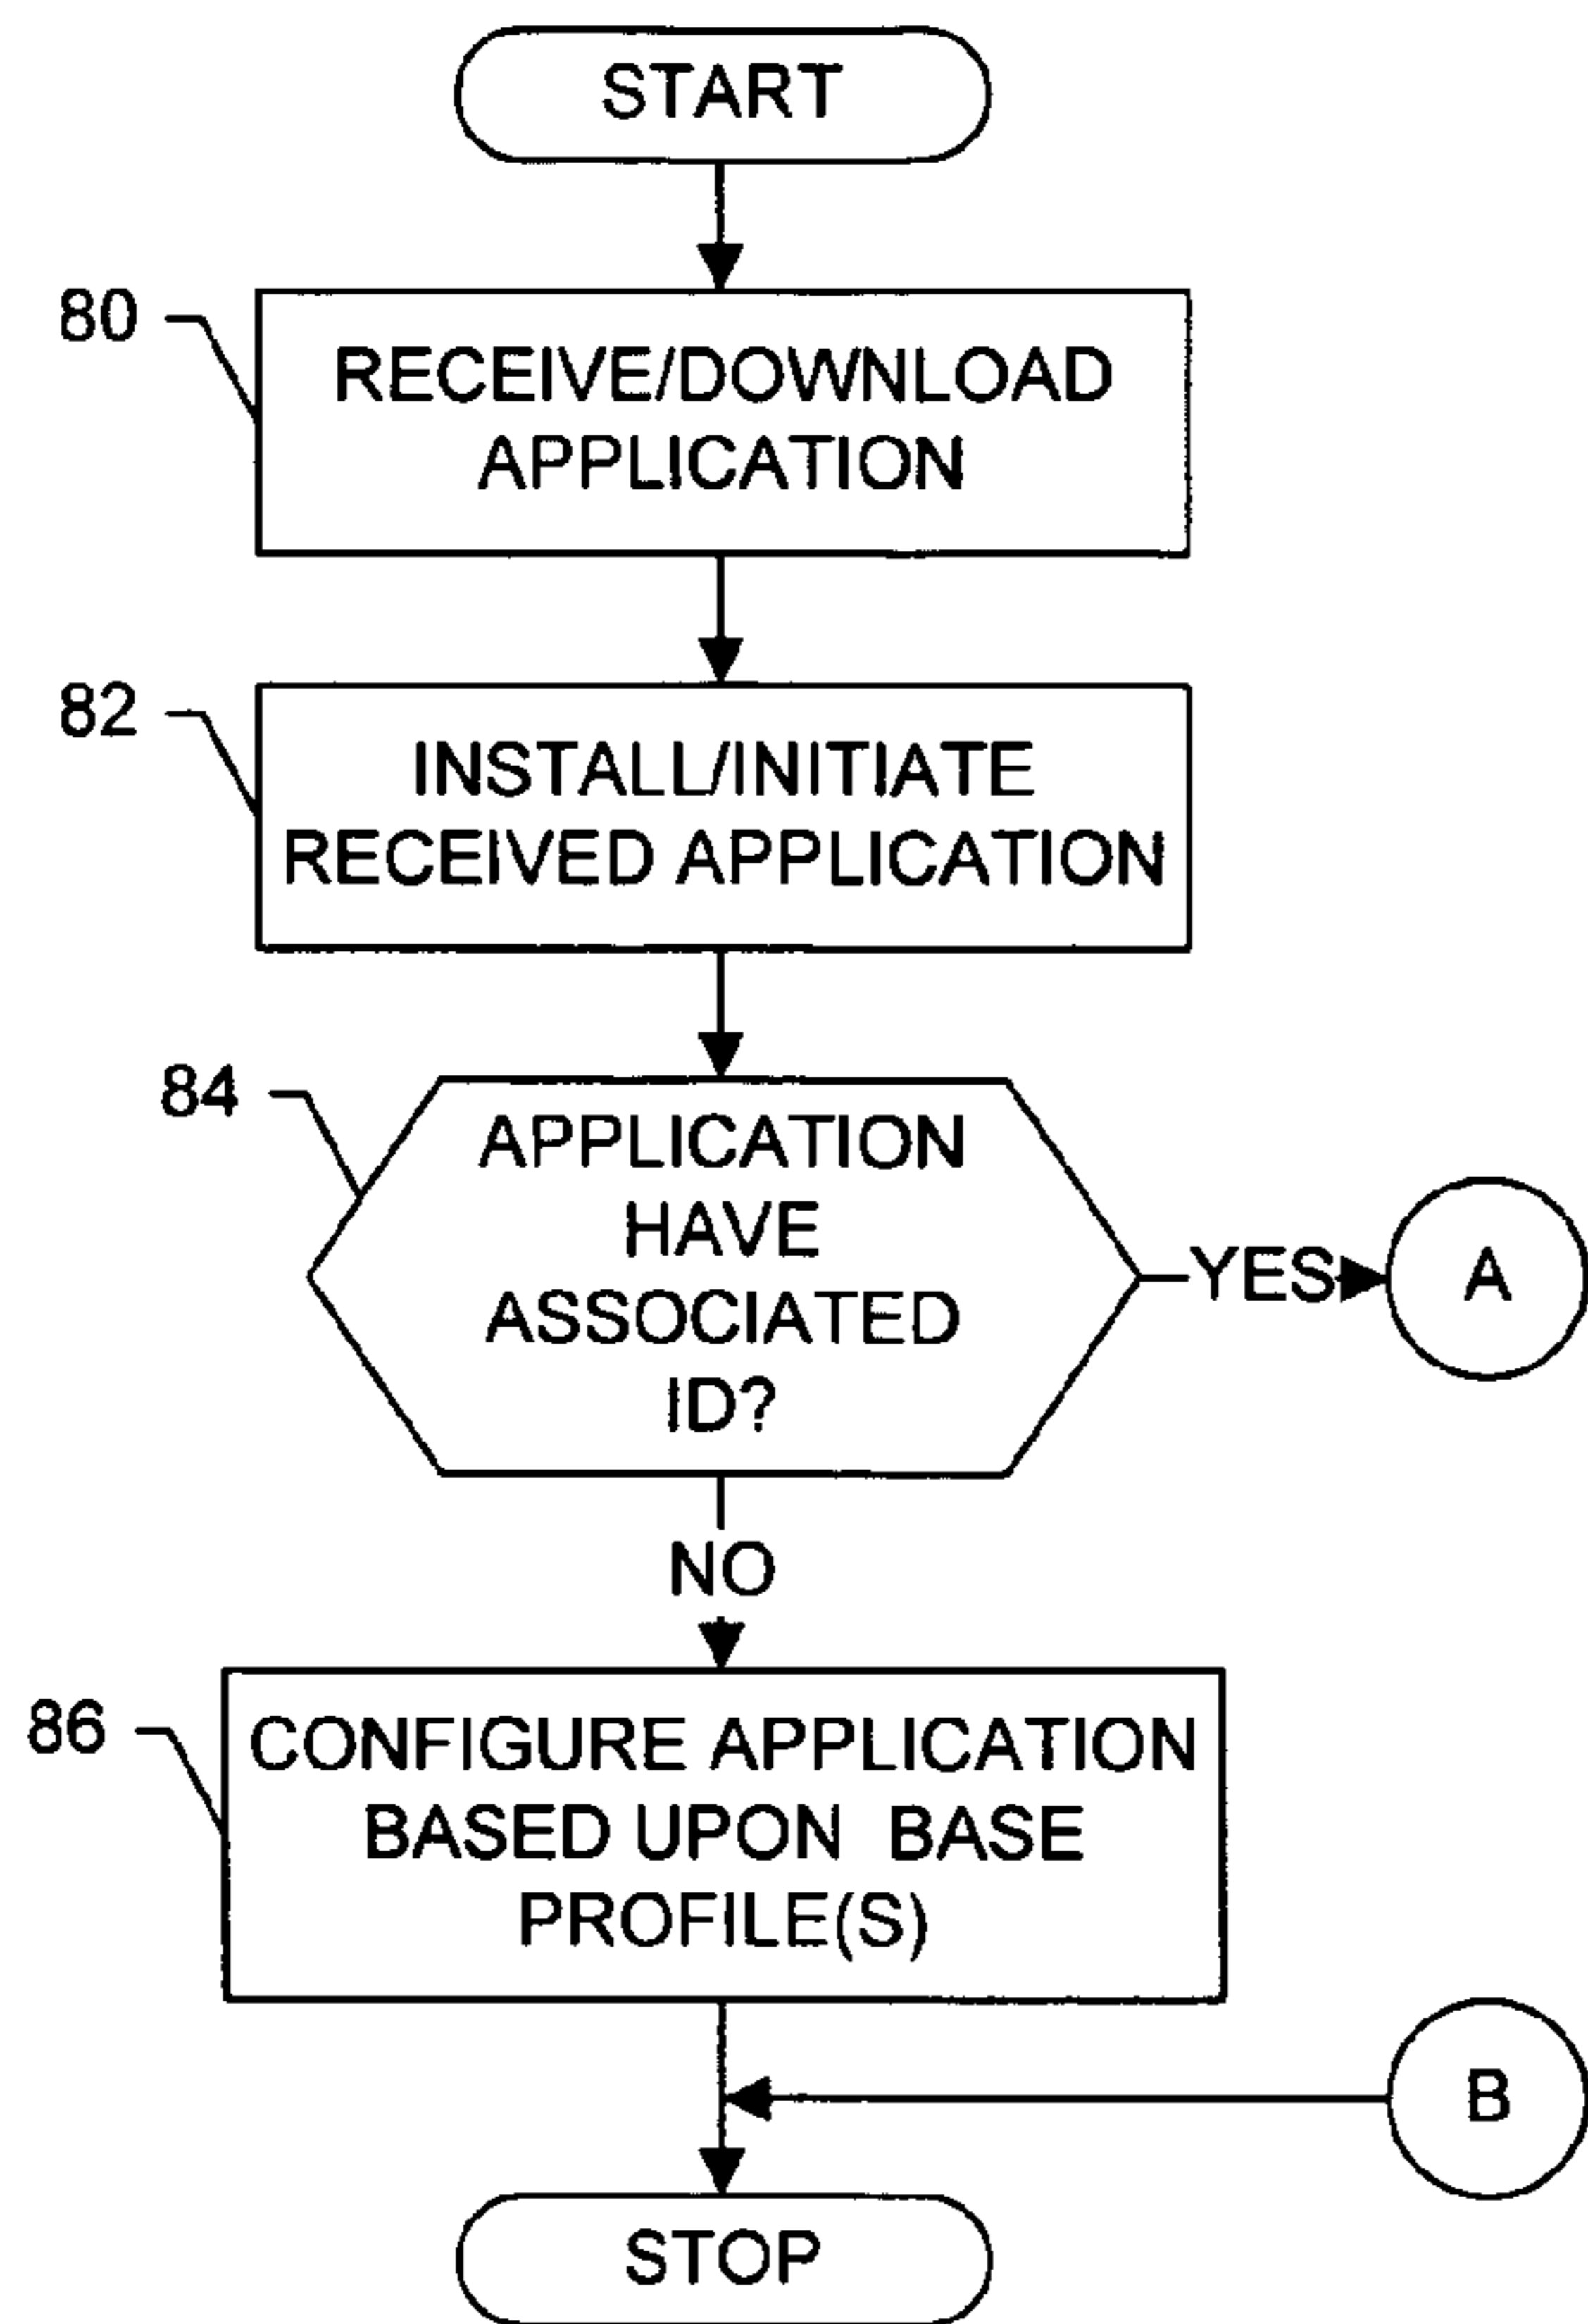 START
80
RECEIVE/DOWNLOAD
APPLICATION
82
INSTALL/INITIATE
RECEIVED APPLICATION
84
APPLICATION
HAVE
ASSOCIATED
ID?
YES
A
NO
86
CONFIGURE APPLICATION
BASED UPON BASE
PROFILE(S)
B
STOP